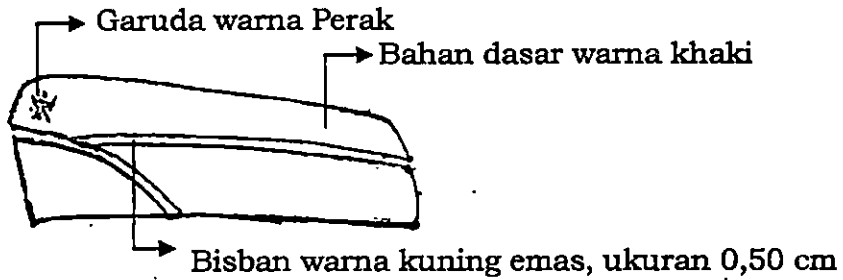 Garuda warna Perak
Bahan dasar warna khaki
Bisban warna kuning emas, ukuran 0,50 cm